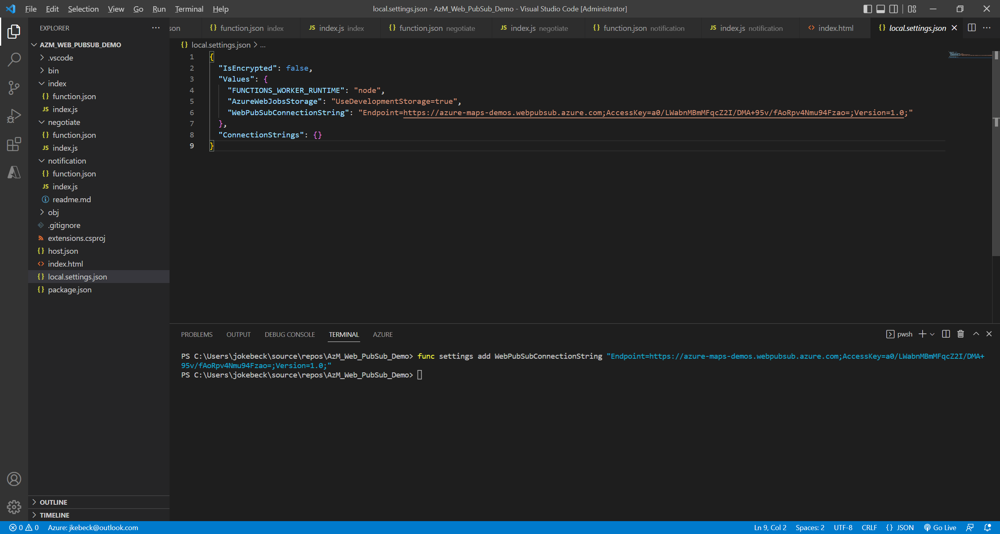 File Edit Selection View Go Run Terminal Help
local.settings.json - AzM_Web_PubSub_Demo - Visual Studio Code [Administrator]
EXPLORER
son
{} function.json index
JS index.js index
{} function.json negotiate
JS index.js negotiate
{} function.json notification
JS index.js notification
<> index.html
{} local.settings.json
AZM_WEB_PUBSUB_DEMO
.vscode
bin
index
{} function.json
JS index.js
negotiate
{} function.json
JS index.js
notification
{} function.json
JS index.js
readme.md
obj
.gitignore
extensions.csproj
{} host.json
<> index.html
{} local.settings.json
{} package.json
OUTLINE
TIMELINE
{} local.settings.json > ...
1 {
2 "IsEncrypted": false,
3 "Values": {
4 "FUNCTIONS_WORKER_RUNTIME": "node",
5 "AzureWebJobsStorage": "UseDevelopmentStorage=true",
6 "WebPubSubConnectionString": "Endpoint=https://azure-maps-demos.webpubsub.azure.com;AccessKey=a0/LWabnMBmMFqcZ2I/DMA+95v/fAoRpv4Nmu94Fzao=;Version=1.0;"
7 },
8 "ConnectionStrings": {}
9 }
PROBLEMS OUTPUT DEBUG CONSOLE TERMINAL AZURE
pwsh
PS C:\Users\jokebeck\source\repos\AzM_Web_PubSub_Demo> func settings add WebPubSubConnectionString "Endpoint=https://azure-maps-demos.webpubsub.azure.com;AccessKey=a0/LWabnMBmMFqcZ2I/DMA+
95v/fAoRpv4Nmu94Fzao=;Version=1.0;"
PS C:\Users\jokebeck\source\repos\AzM_Web_PubSub_Demo>
0 0 Azure: jkebeck@outlook.com
Ln 9, Col 2 Spaces: 2 UTF-8 CRLF {} JSON Go Live